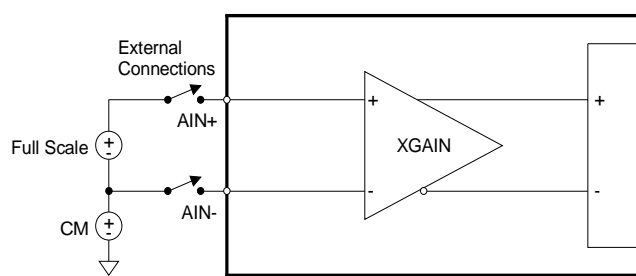 External
Connections
AIN+
+
+
Full Scale
+
-
XGAIN
-
-
AIN-
CM
+
-